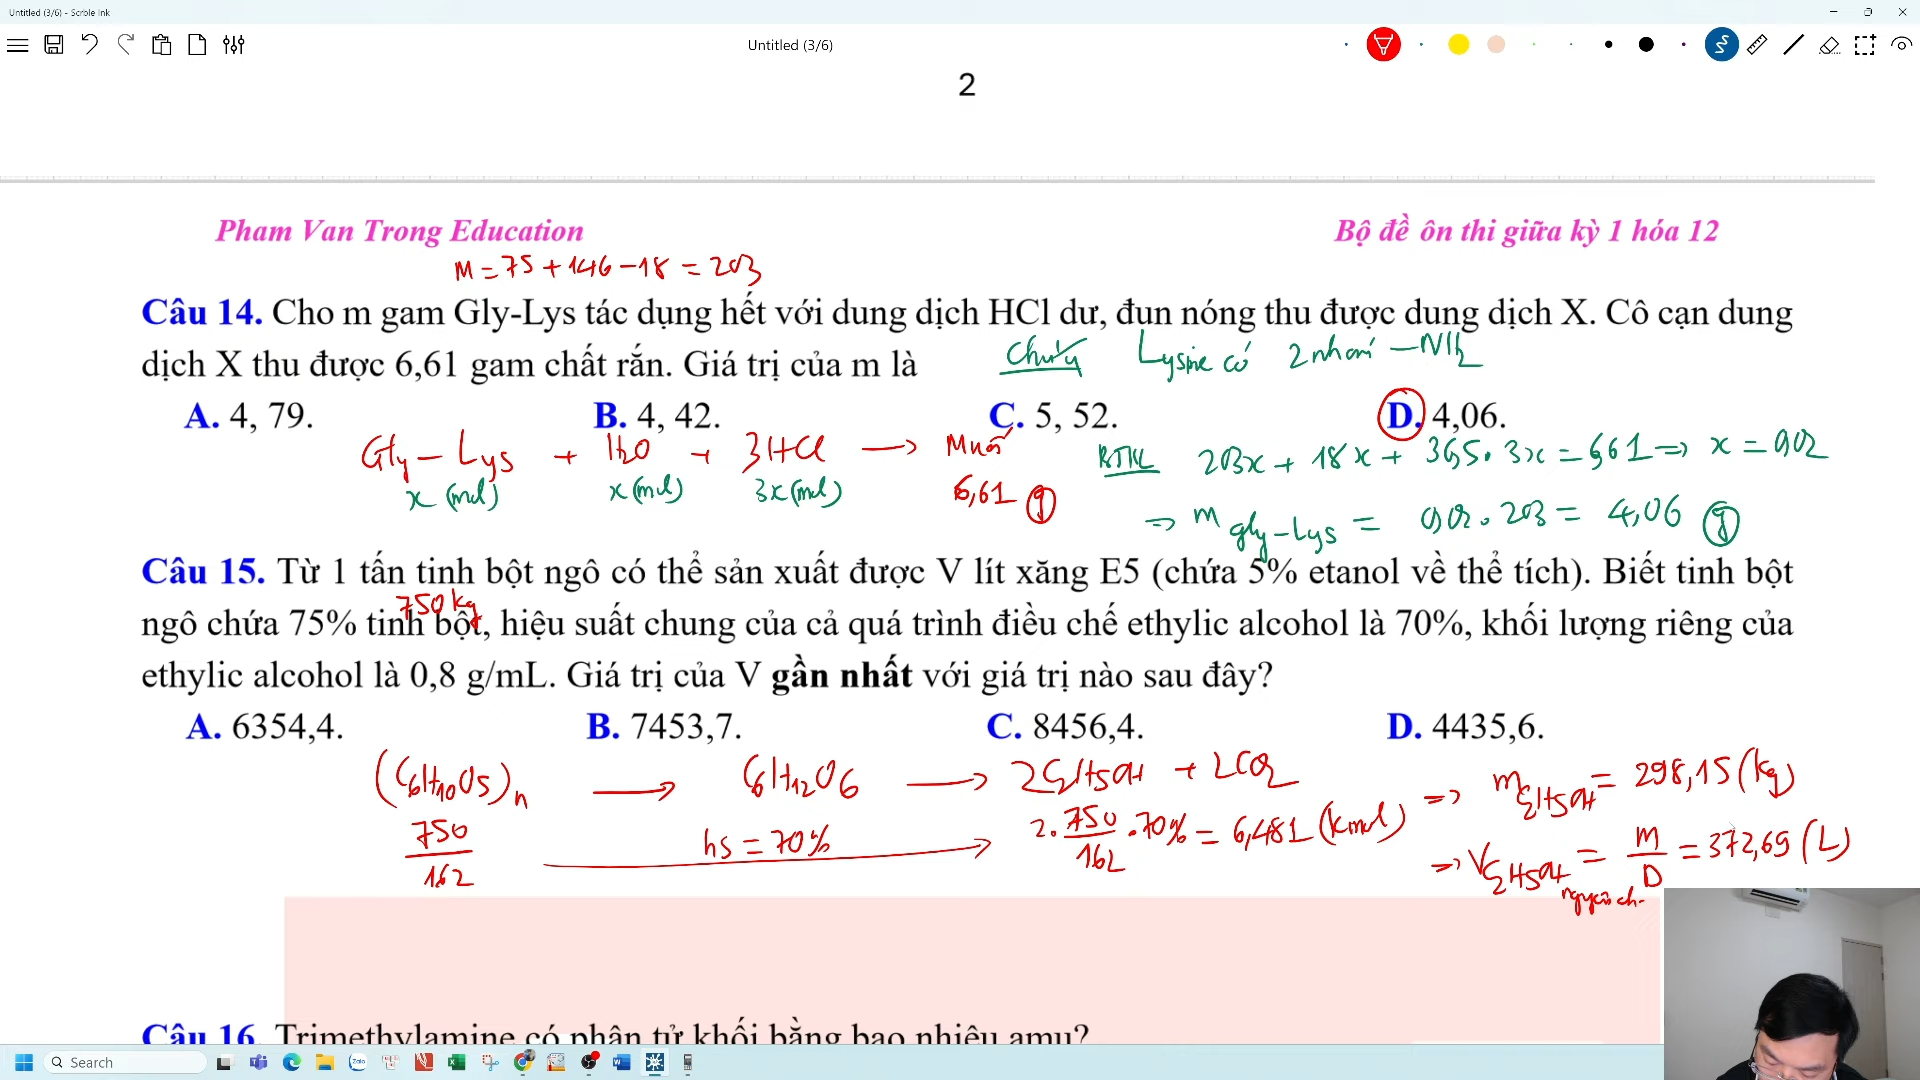 Untitled (3/6) - Scrble Ink
Untitled (3/6)
2
Pham Van Trong Education
Bộ đề ôn thi giữa kỳ 1 hóa 12
M = 75 + 146 - 18 = 203
Câu 14. Cho m gam Gly-Lys tác dụng hết với dung dịch HCl dư, đun nóng thu được dung dịch X. Cô cạn dung
dịch X thu được 6,61 gam chất rắn. Giá trị của m là
Chú ý Lysine có 2 nhóm -NH2
A. 4, 79. B. 4, 42. C. 5, 52. D. 4,06.
Gly - Lys + H2O + 3HCl → Muối
x (mol) x (mol) 3x (mol) 6,61 g
BTKL 203x + 18x + 36,5. 3x = 6,61 => x = 0,02
=> m gly-Lys = 0,02. 203 = 4,06 g
Câu 15. Từ 1 tấn tinh bột ngô có thể sản xuất được V lít xăng E5 (chứa 5% etanol về thể tích). Biết tinh bột
750 kg
ngô chứa 75% tinh bột, hiệu suất chung của cả quá trình điều chế ethylic alcohol là 70%, khối lượng riêng của
ethylic alcohol là 0,8 g/mL. Giá trị của V gần nhất với giá trị nào sau đây?
A. 6354,4. B. 7453,7. C. 8456,4. D. 4435,6.
(C6H10O5)n → C6H12O6 → 2C2H5OH + 2CO2
750/162 hs = 70% 2. 750/162 . 70% = 6,481 (kmol)
=> mC2H5OH = 298,15 (kg)
=> VC2H5OH = m/D = 372,69 (L)
Câu 16. Trimethylamine có phân tử khối bằng bao nhiêu amu?
Search
Zalo